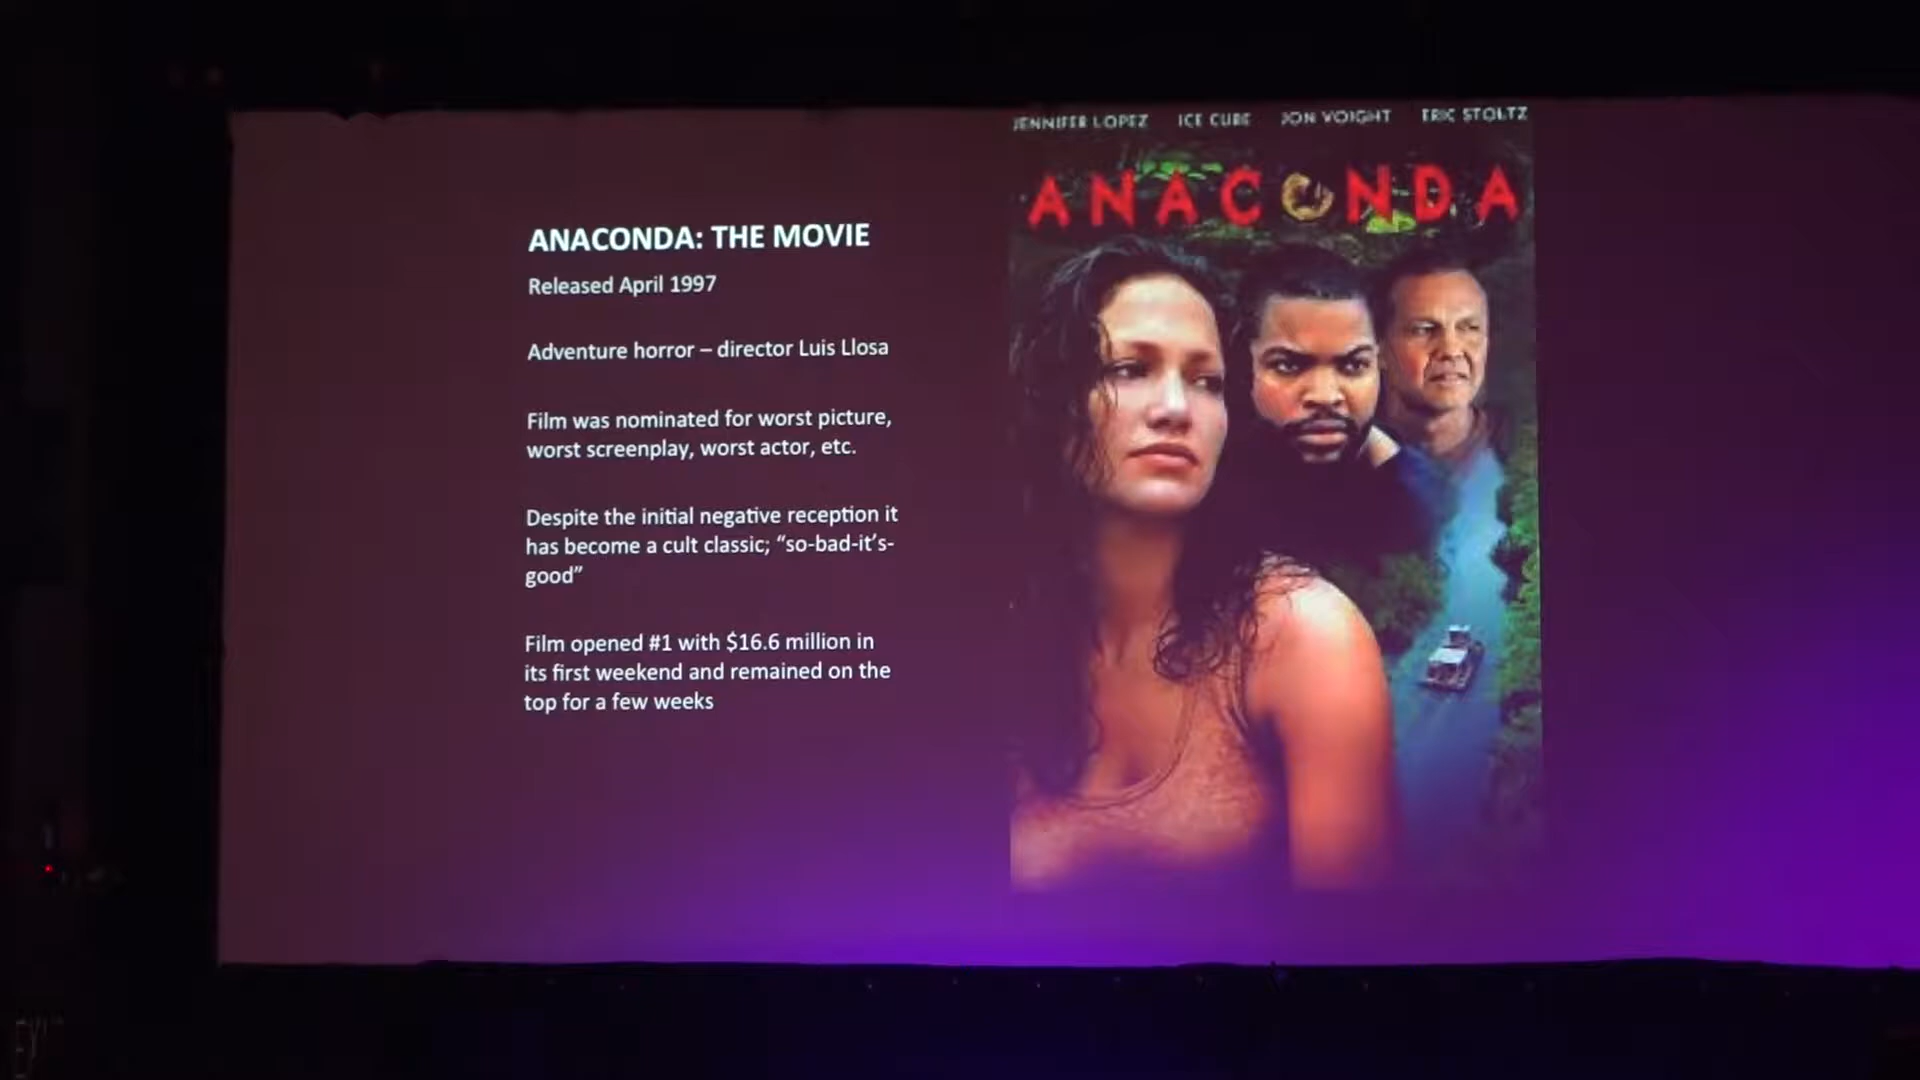 JENNIFER LOPEZ ICE CUBE JON VOIGHT ERIC STOLTZ
ANACONDA
ANACONDA: THE MOVIE
Released April 1997
Adventure horror – director Luis Llosa
Film was nominated for worst picture,
worst screenplay, worst actor, etc.
Despite the initial negative reception it
has become a cult classic; “so-bad-it’s-
good”
Film opened #1 with $16.6 million in
its first weekend and remained on the
top for a few weeks